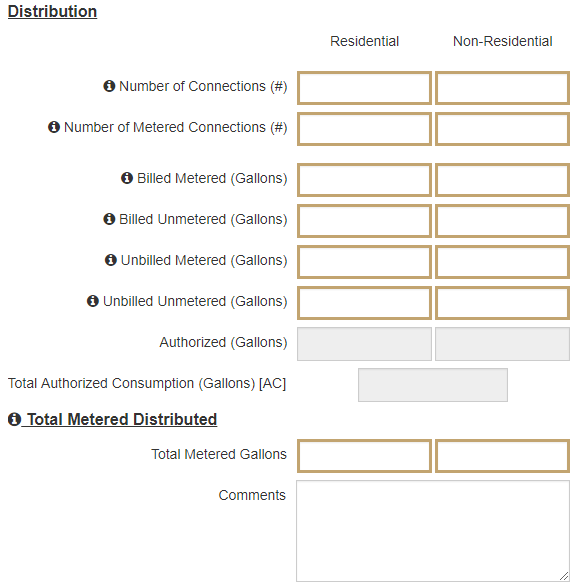 Distribution
Residential Non-Residential
Number of Connections (#)
Number of Metered Connections (#)
Billed Metered (Gallons)
Billed Unmetered (Gallons)
Unbilled Metered (Gallons)
Unbilled Unmetered (Gallons)
Authorized (Gallons)
Total Authorized Consumption (Gallons) [AC]
Total Metered Distributed
Total Metered Gallons
Comments